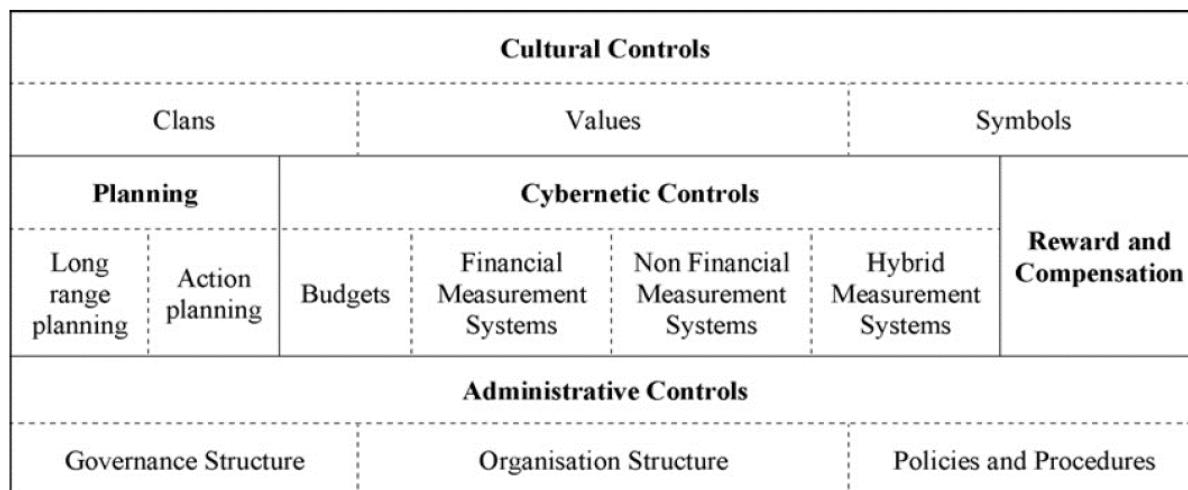 Cultural Controls
Clans
Values
Symbols
Planning
Cybernetic Controls
Reward and
Compensation
Long
range
planning
Action
planning
Budgets
Financial
Measurement
Systems
Non Financial
Measurement
Systems
Hybrid
Measurement
Systems
Administrative Controls
Governance Structure
Organisation Structure
Policies and Procedures